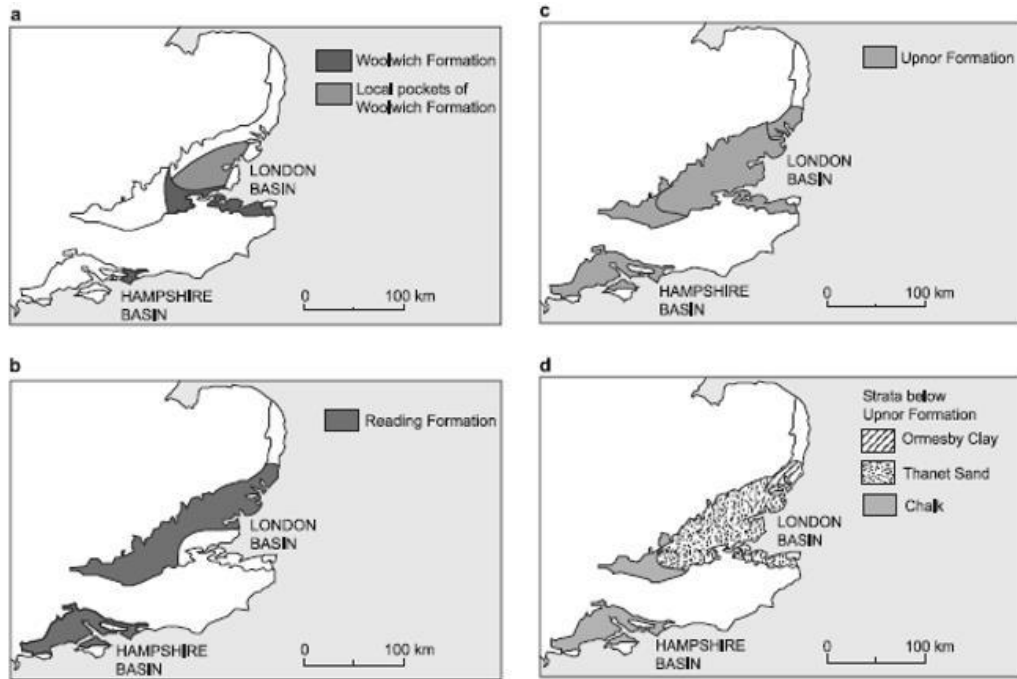 a
Woolwich Formation
Local pockets of
Woolwich Formation
LONDON
BASIN
HAMPSHIRE
BASIN
0 100 km
c
Upnor Formation
LONDON
BASIN
HAMPSHIRE
BASIN
0 100 km
b
Reading Formation
LONDON
BASIN
HAMPSHIRE
BASIN
0 100 km
d
Strata below
Upnor Formation
Ormesby Clay
Thanet Sand
Chalk
LONDON
BASIN
HAMPSHIRE
BASIN
0 100 km